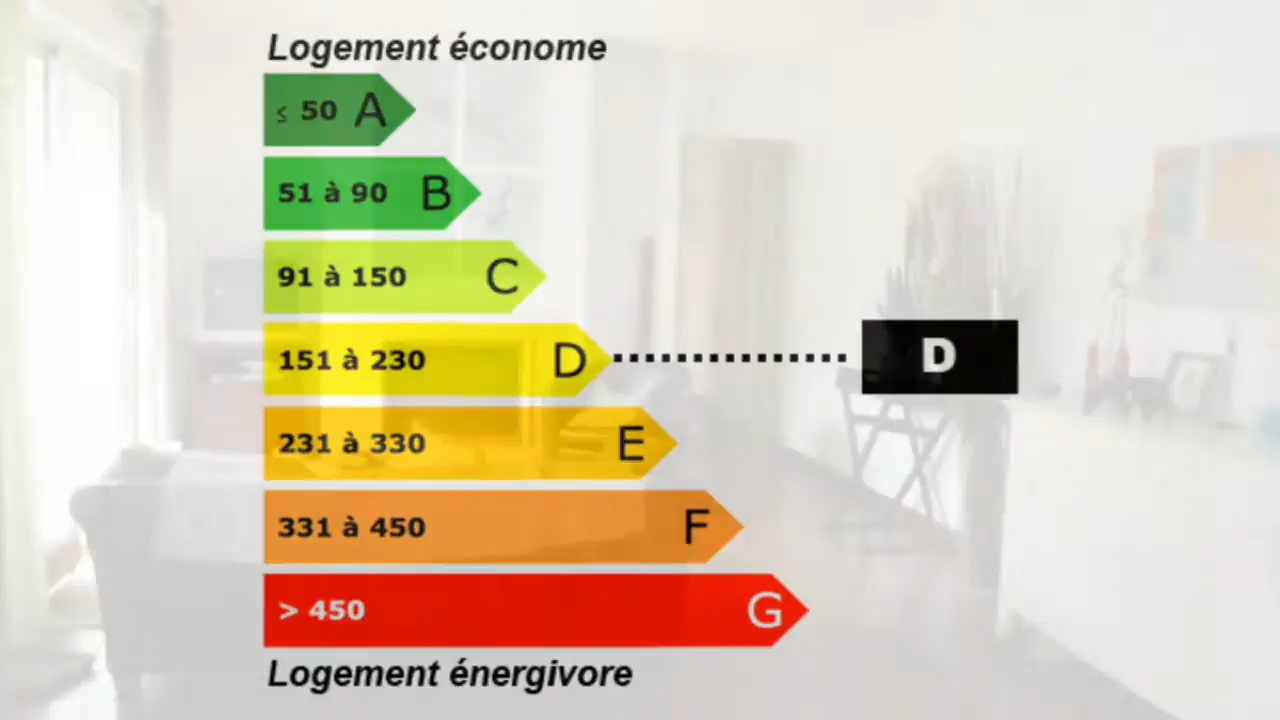 Logement économe
≤ 50 A
51 à 90 B
91 à 150 C
151 à 230 D
D
231 à 330 E
331 à 450 F
> 450 G
Logement énergivore